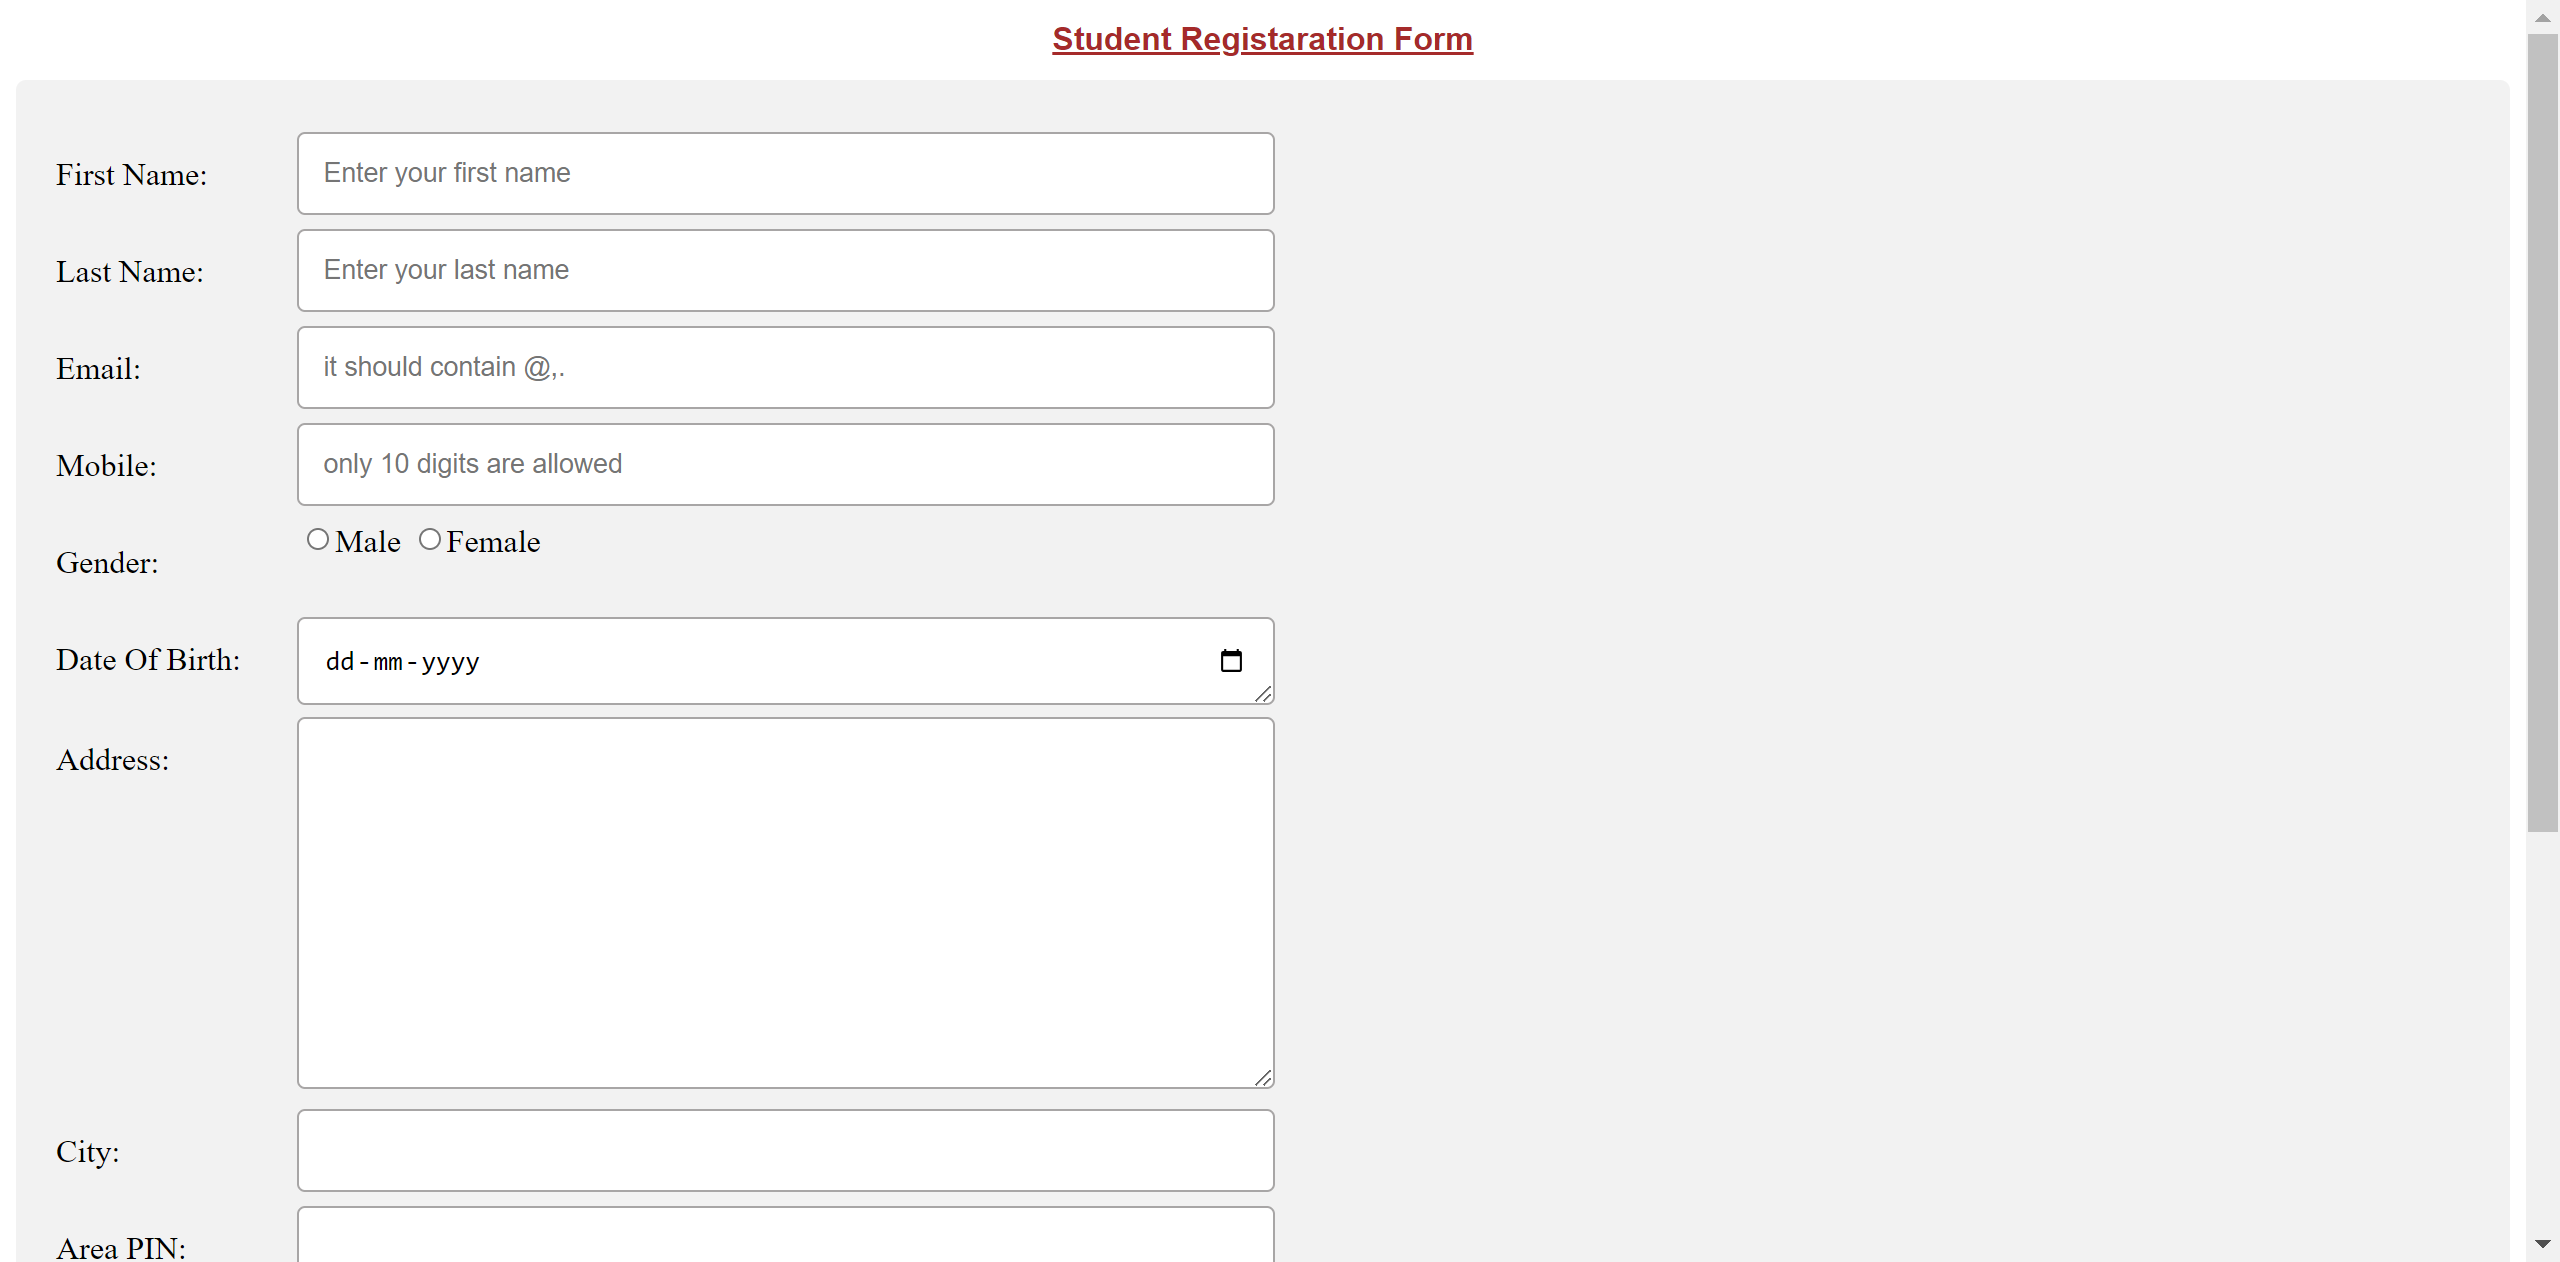 Student Registaration Form
First Name: Enter your first name
Last Name: Enter your last name
Email: it should contain @,.
Mobile: only 10 digits are allowed
Gender: Male Female
Date Of Birth: dd-mm-yyyy
Address:
City:
Area PIN: